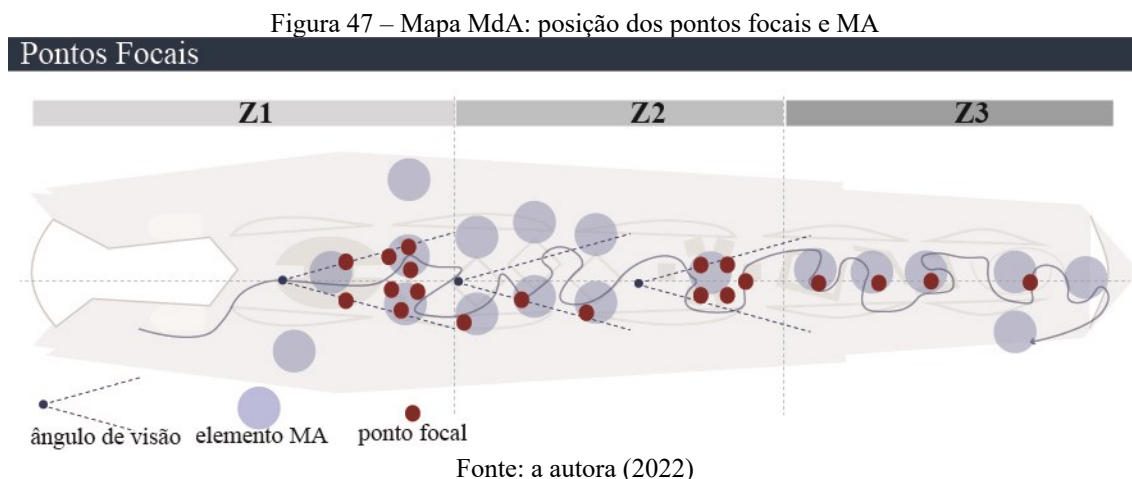 Figura 47 – Mapa MdA: posição dos pontos focais e MA
Pontos Focais
Z1 Z2 Z3
ângulo de visão elemento MA ponto focal
Fonte: a autora (2022)